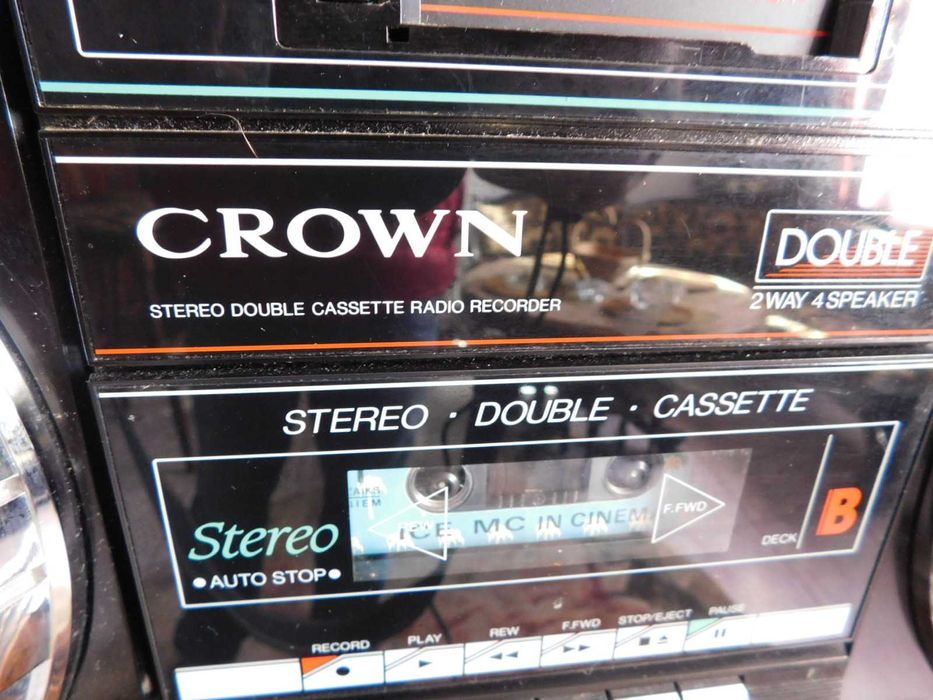 CROWN
STEREO DOUBLE CASSETTE RADIO RECORDER
DOUBLE
2 WAY 4 SPEAKER
STEREO · DOUBLE · CASSETTE
Stereo
• AUTO STOP •
REW
F.FWD
MC IN CINEM
DECK B
RECORD PLAY REW F.FWD STOP/EJECT PAUSE